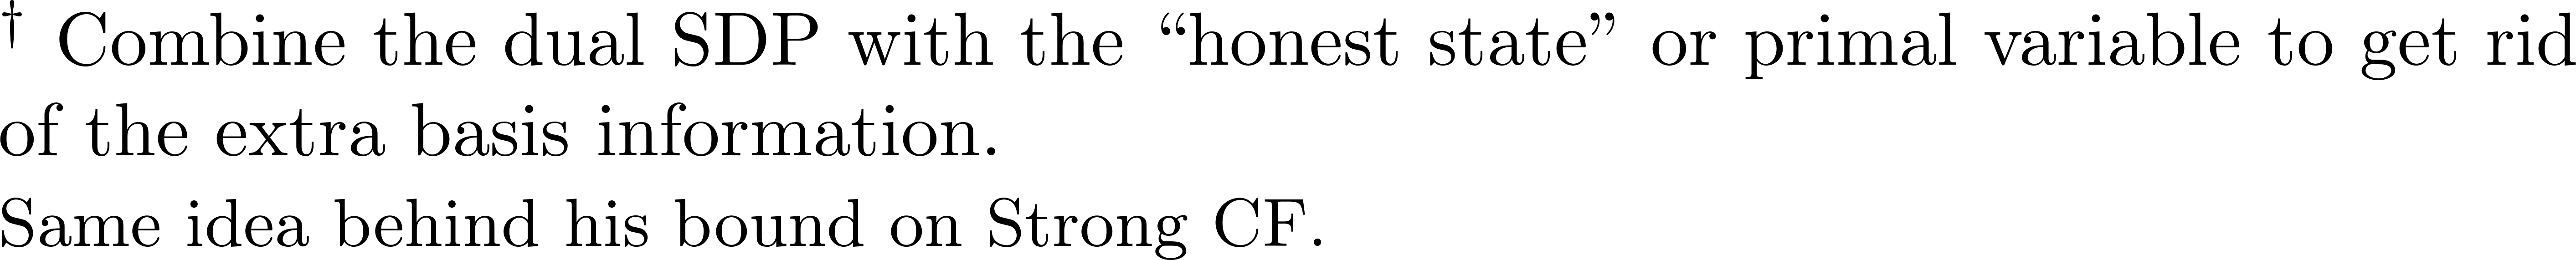 † Combine the dual SDP with the “honest state” or primal variable to get rid
of the extra basis information.
Same idea behind his bound on Strong CF.